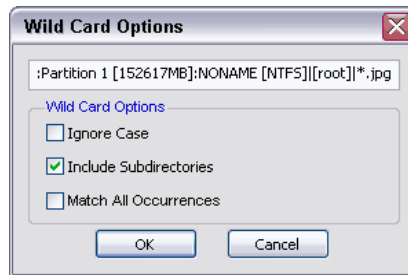 Wild Card Options
:Partition 1 [152617MB]:NONAME [NTFS]|[root]|*.jpg
Wild Card Options
Ignore Case
Include Subdirectories
Match All Occurrences
OK
Cancel